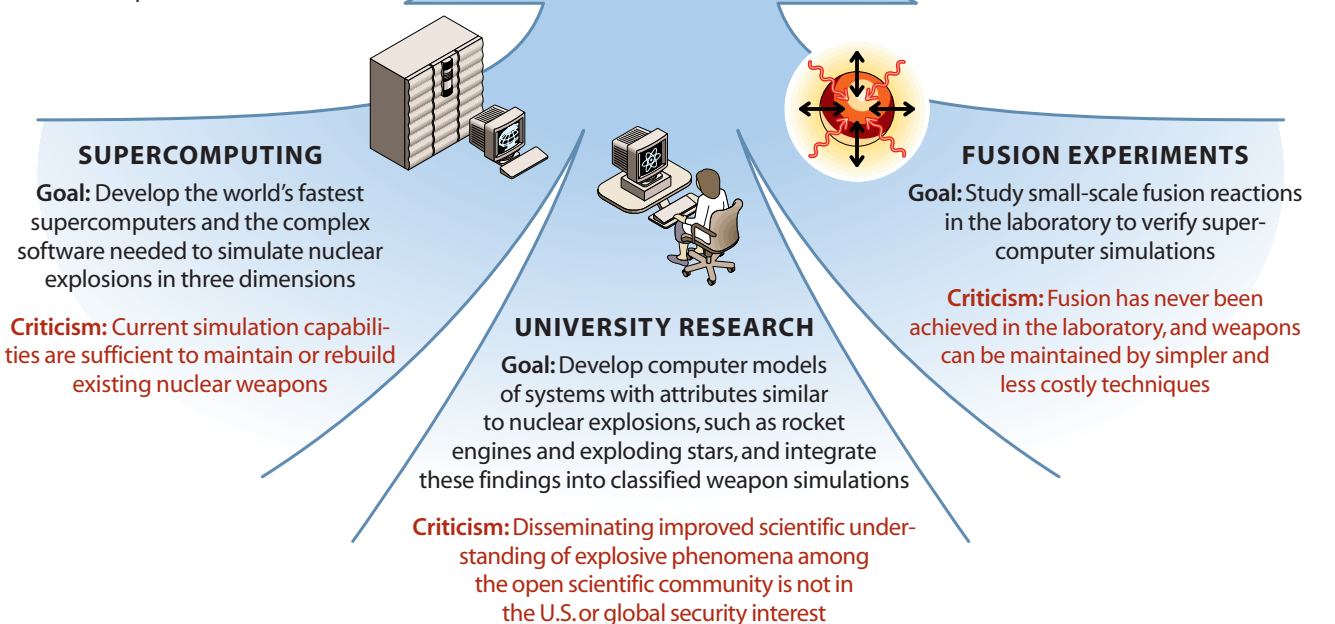 SUPERCOMPUTING
Goal: Develop the world's fastest
supercomputers and the complex
software needed to simulate nuclear
explosions in three dimensions
Criticism: Current simulation capabili-
ties are sufficient to maintain or rebuild
existing nuclear weapons
UNIVERSITY RESEARCH
Goal: Develop computer models
of systems with attributes similar
to nuclear explosions, such as rocket
engines and exploding stars, and integrate
these findings into classified weapon simulations
Criticism: Disseminating improved scientific under-
standing of explosive phenomena among
the open scientific community is not in
the U.S. or global security interest
FUSION EXPERIMENTS
Goal: Study small-scale fusion reactions
in the laboratory to verify super-
computer simulations
Criticism: Fusion has never been
achieved in the laboratory, and weapons
can be maintained by simpler and
less costly techniques